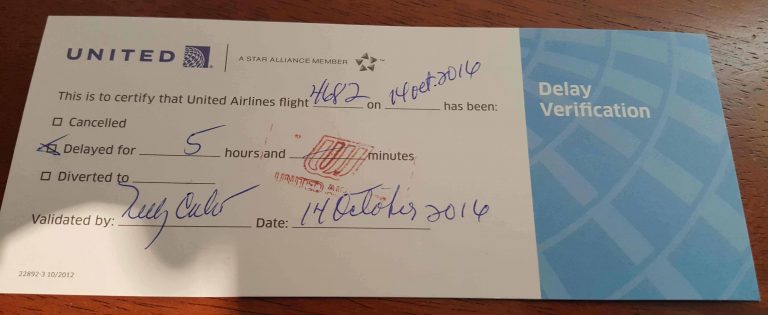 UNITED
A STAR ALLIANCE MEMBER
Delay
Verification
This is to certify that United Airlines flight 4682 on 14 oct. 2016 has been:
Cancelled
Delayed for 5 hours and minutes
Diverted to
Validated by: Date: 14 October 2016
22892-3 10/2012